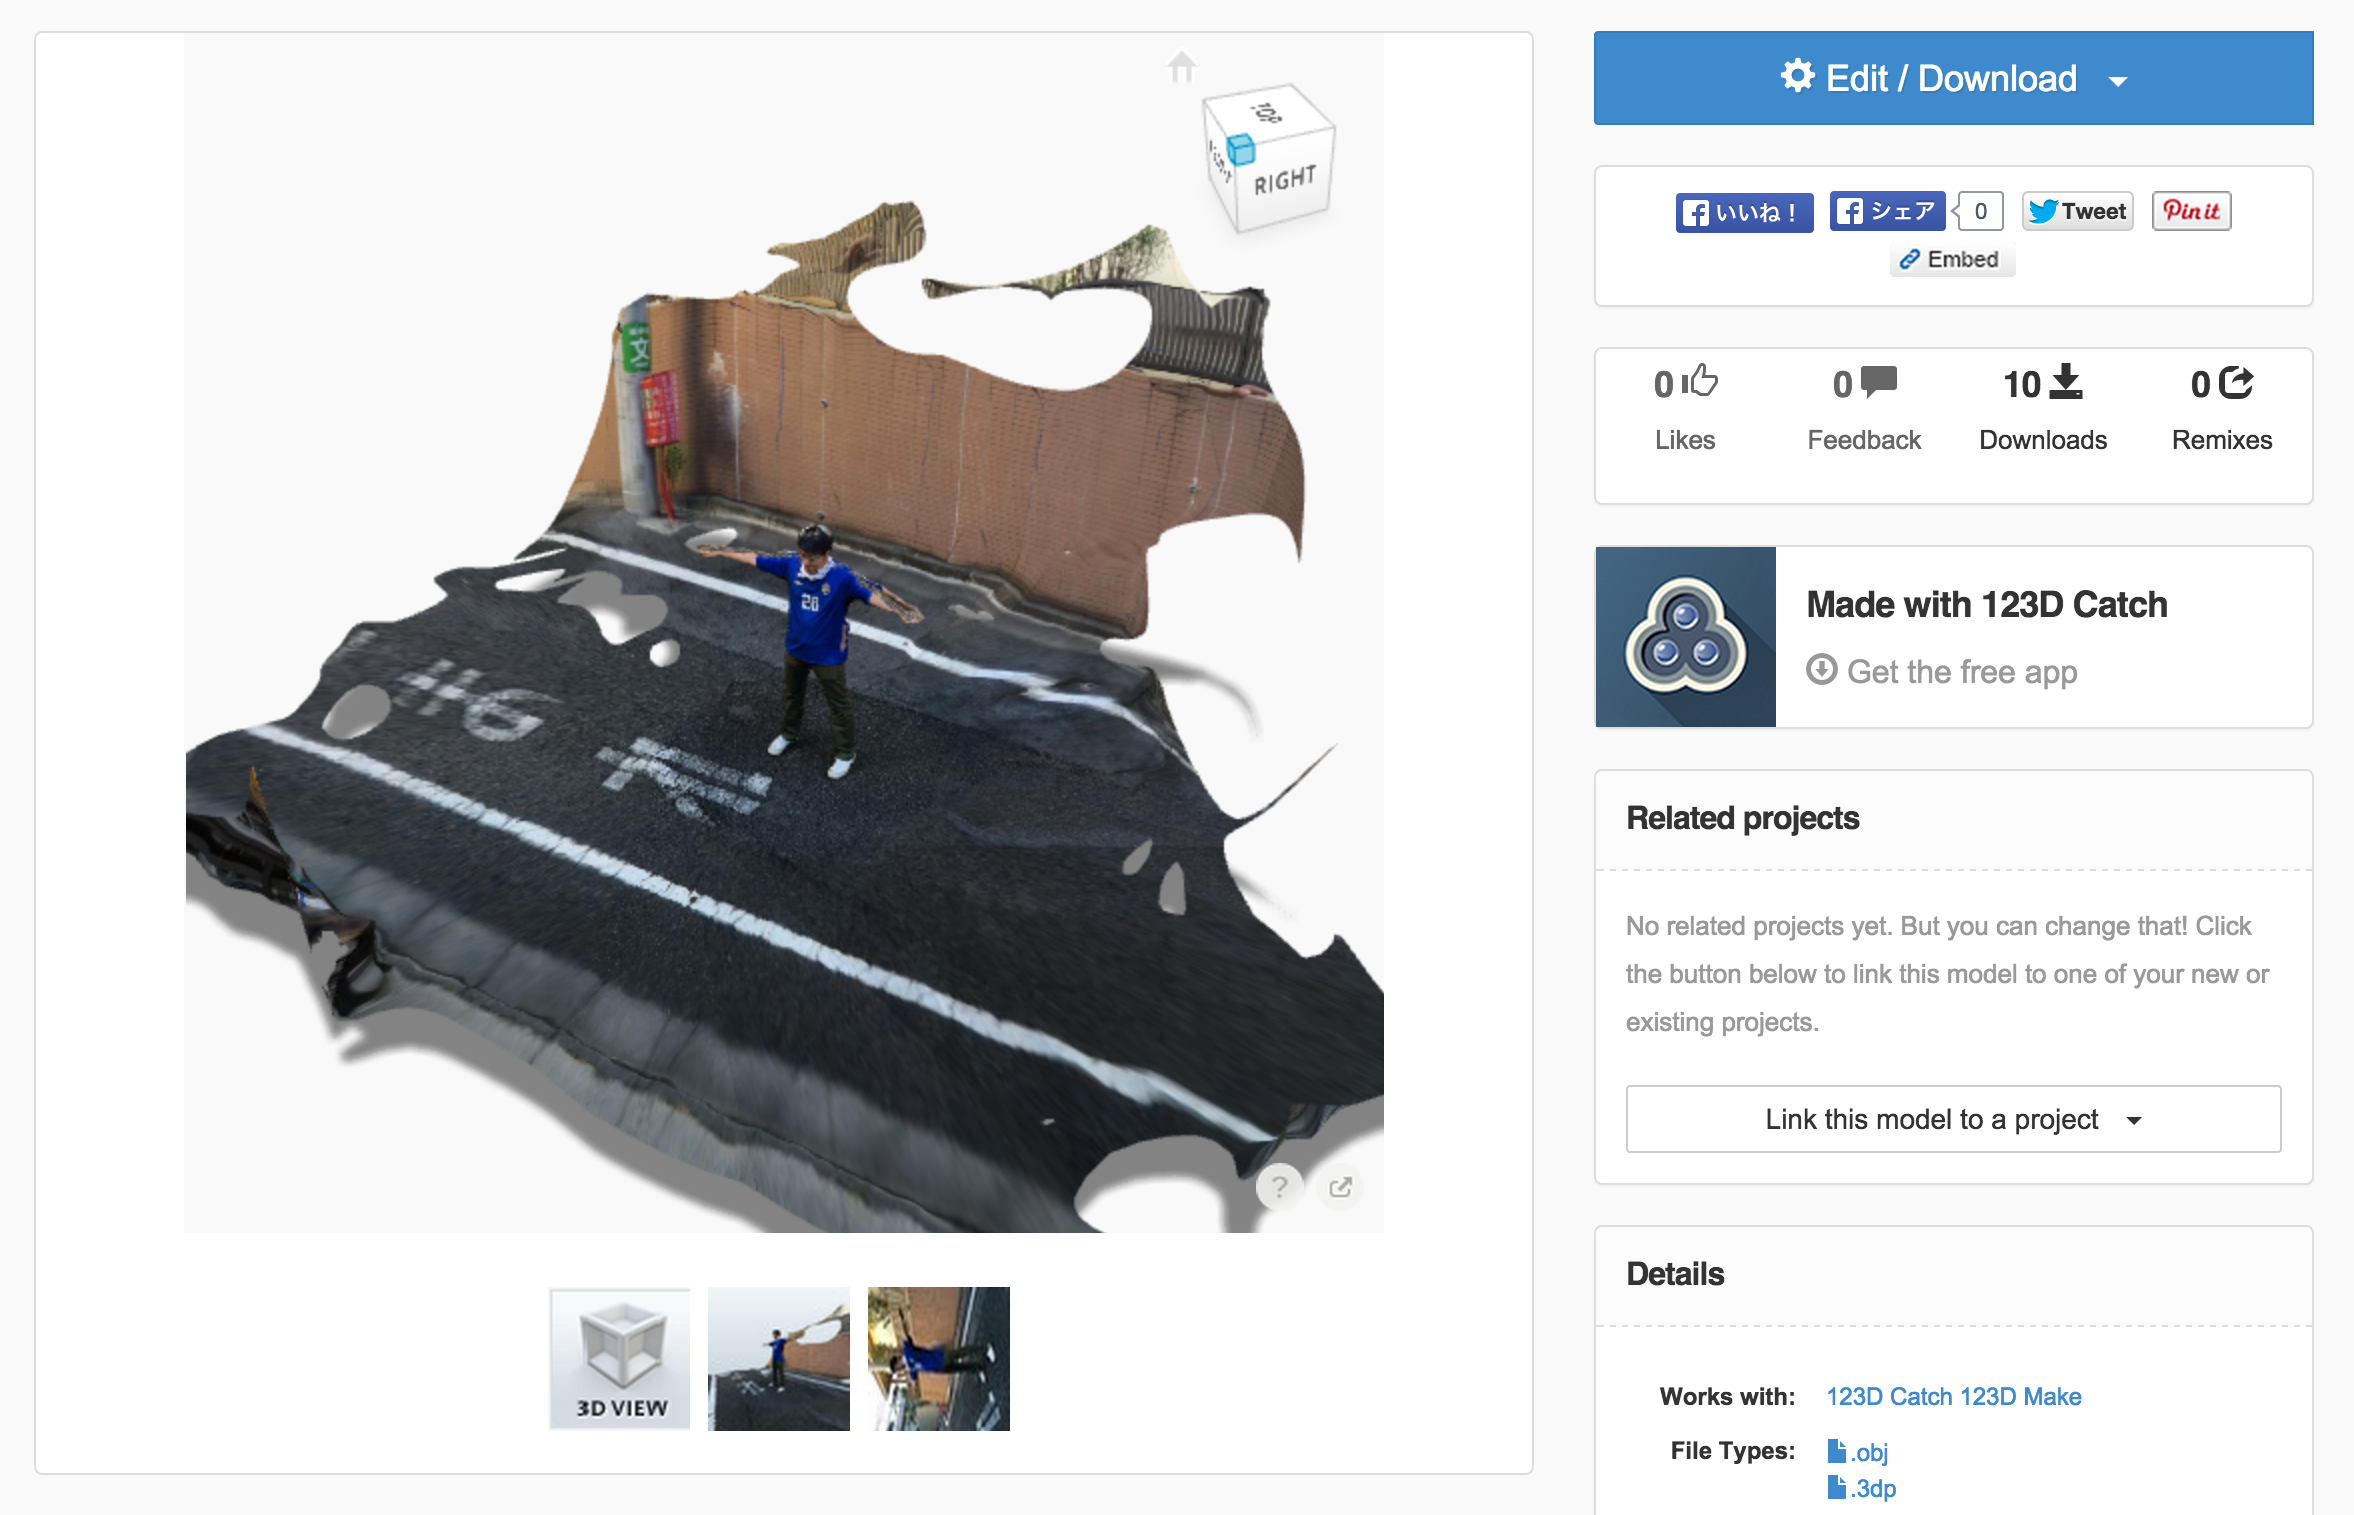 TOP
RIGHT
文
20
Edit / Download
いいね！
シェア
0
Tweet
Pin it
Embed
0
Likes
0
Feedback
10
Downloads
0
Remixes
Made with 123D Catch
Get the free app
Related projects
No related projects yet. But you can change that! Click
the button below to link this model to one of your new or
existing projects.
Link this model to a project
?
3D VIEW
Details
Works with: 123D Catch 123D Make
File Types: .obj
.3dp